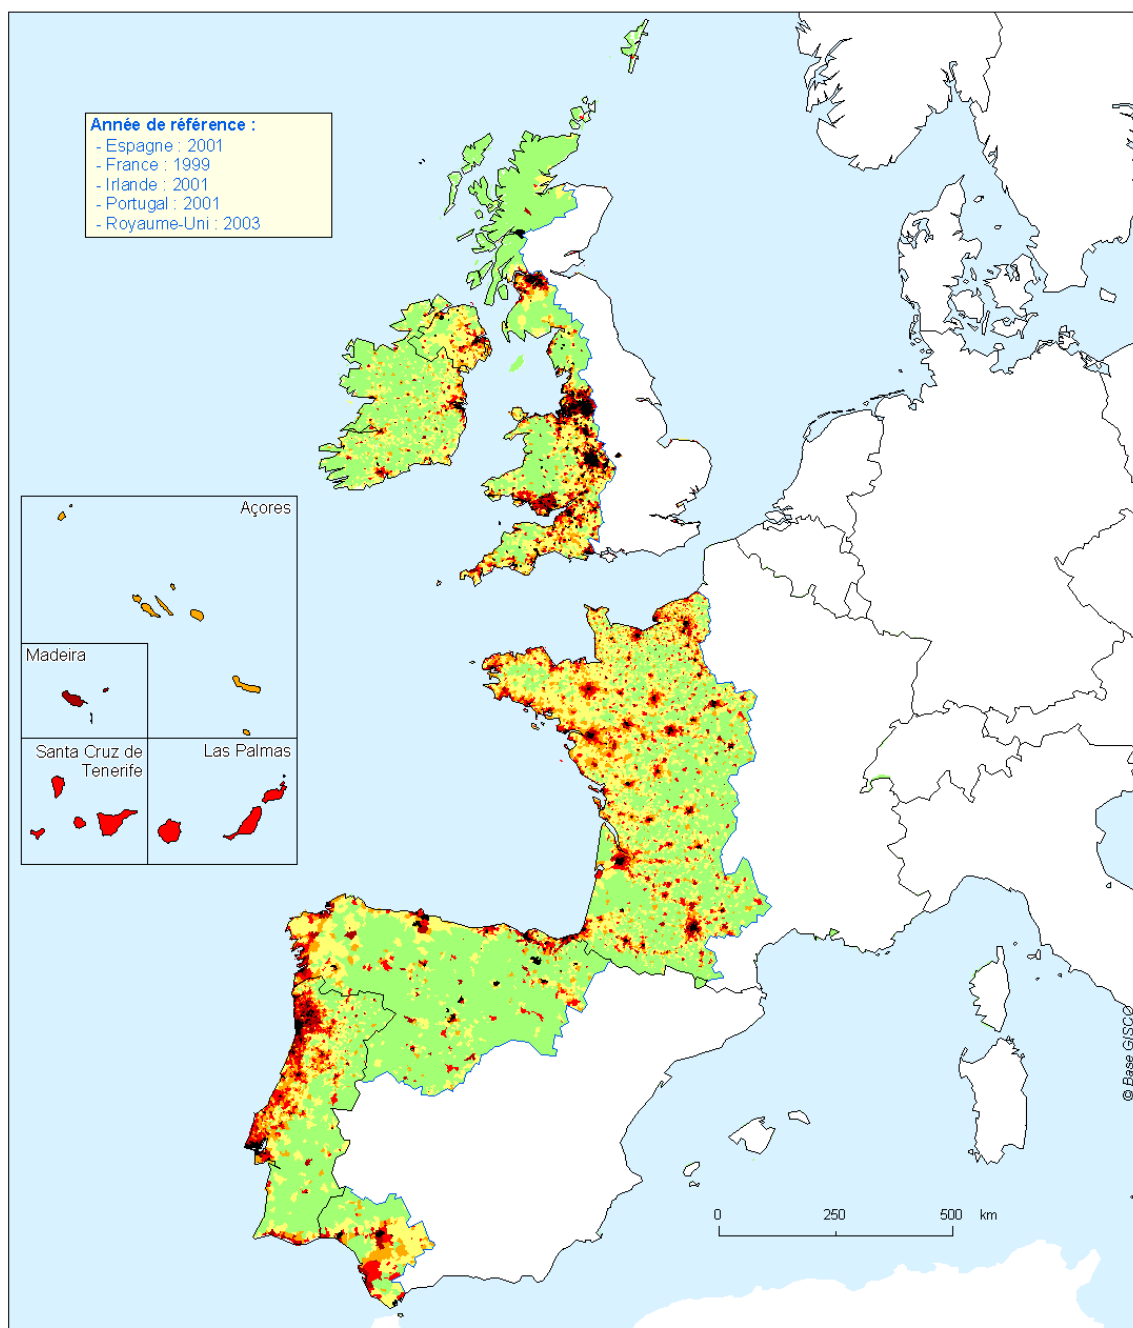 Année de référence :
- Espagne : 2001
- France : 1999
- Irlande : 2001
- Portugal : 2001
- Royaume-Uni : 2003
Açores
Madeira
Santa Cruz de
Tenerife
Las Palmas
0 250 500 km
© Base GISCO